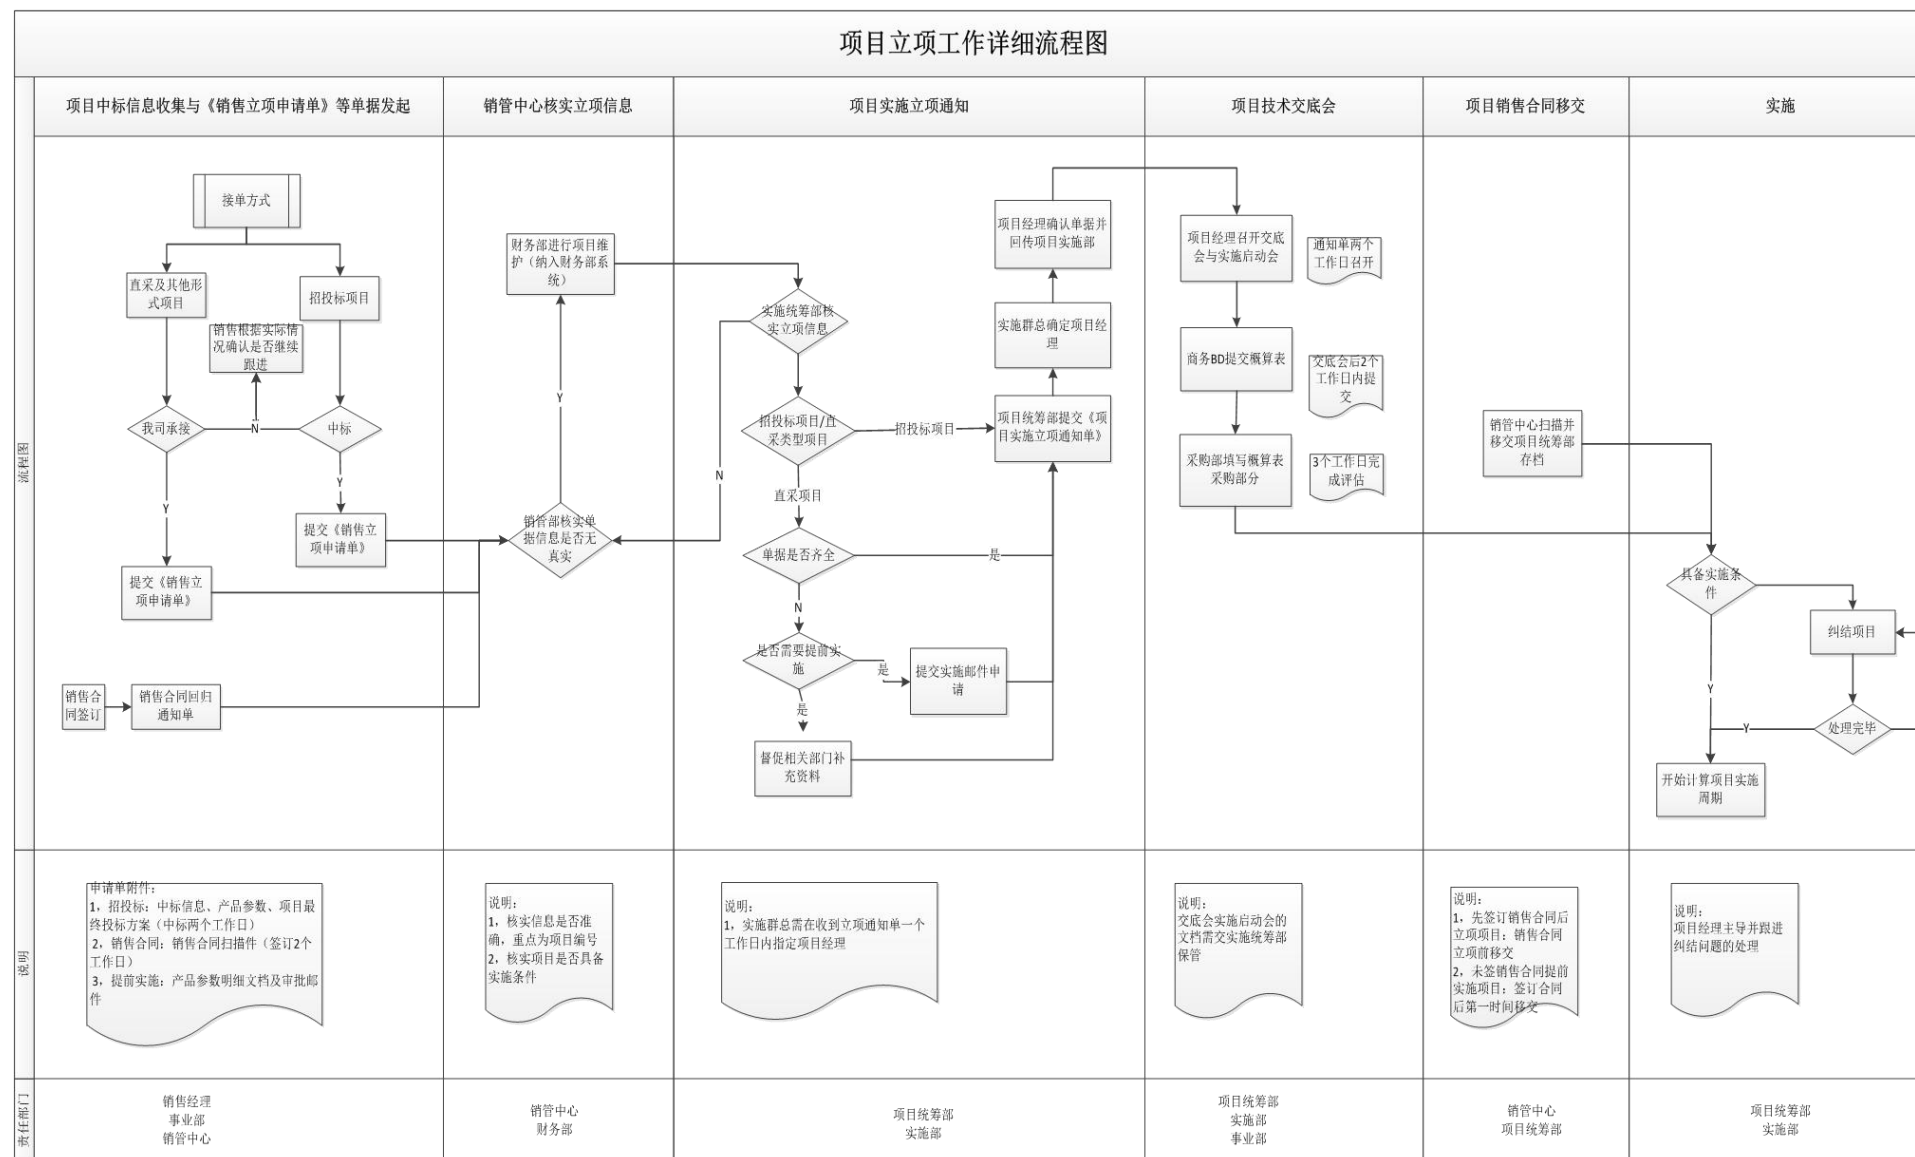 项目立项工作详细流程图
流程图
项目中标信息收集与《销售立项申请单》等单据发起
销管中心核实立项信息
项目实施立项通知
项目技术交底会
项目销售合同移交
实施
接单方式
直采及其他形
式项目
招投标项目
销售根据实际情
况确认是否继续
跟进
我司承接
N
中标
Y
Y
提交《销售立
项申请单》
提交《销售立
项申请单》
销售合
同签订
销售合同回归
通知单
财务部进行项目维
护（纳入财务部系
统）
Y
销管部核实单
据信息是否无
真实
实施统筹部核
实立项信息
N
招投标项目/直
采类型项目
招投标项目
直采项目
单据是否齐全
是
N
是否需要提前实
施
是
提交实施邮件申
请
是
督促相关部门补
充资料
项目经理确认单据并
回传项目实施部
实施群总确定项目经
理
项目统筹部提交《项
目实施立项通知单》
项目经理召开交底
会与实施启动会
通知单两个
工作日召开
商务BD提交概算表
交底会后2个
工作日内提
交
采购部填写概算表
采购部分
3个工作日完
成评估
销管中心扫描并
移交项目统筹部
存档
具备实施条
件
纠结项目
Y
处理完毕
Y
开始计算项目实施
周期
说明
申请单附件：
1，招投标：中标信息、产品参数、项目最
终投标方案（中标两个工作日）
2，销售合同：销售合同扫描件（签订2个
工作日）
3，提前实施：产品参数明细文档及审批邮
件
说明：
1，核实信息是否准
确，重点为项目编号
2，核实项目是否具备
实施条件
说明：
1，实施群总需在收到立项通知单一个
工作日内指定项目经理
说明：
交底会实施启动会的
文档需交实施统筹部
保管
说明：
1，先签订销售合同后
立项项目：销售合同
立项前移交
2，未签销售合同提前
实施项目：签订合同
后第一时间移交
说明：
项目经理主导并跟进
纠结问题的处理
责任部门
销售经理
事业部
销管中心
销管中心
财务部
项目统筹部
实施部
项目统筹部
实施部
事业部
销管中心
项目统筹部
项目统筹部
实施部